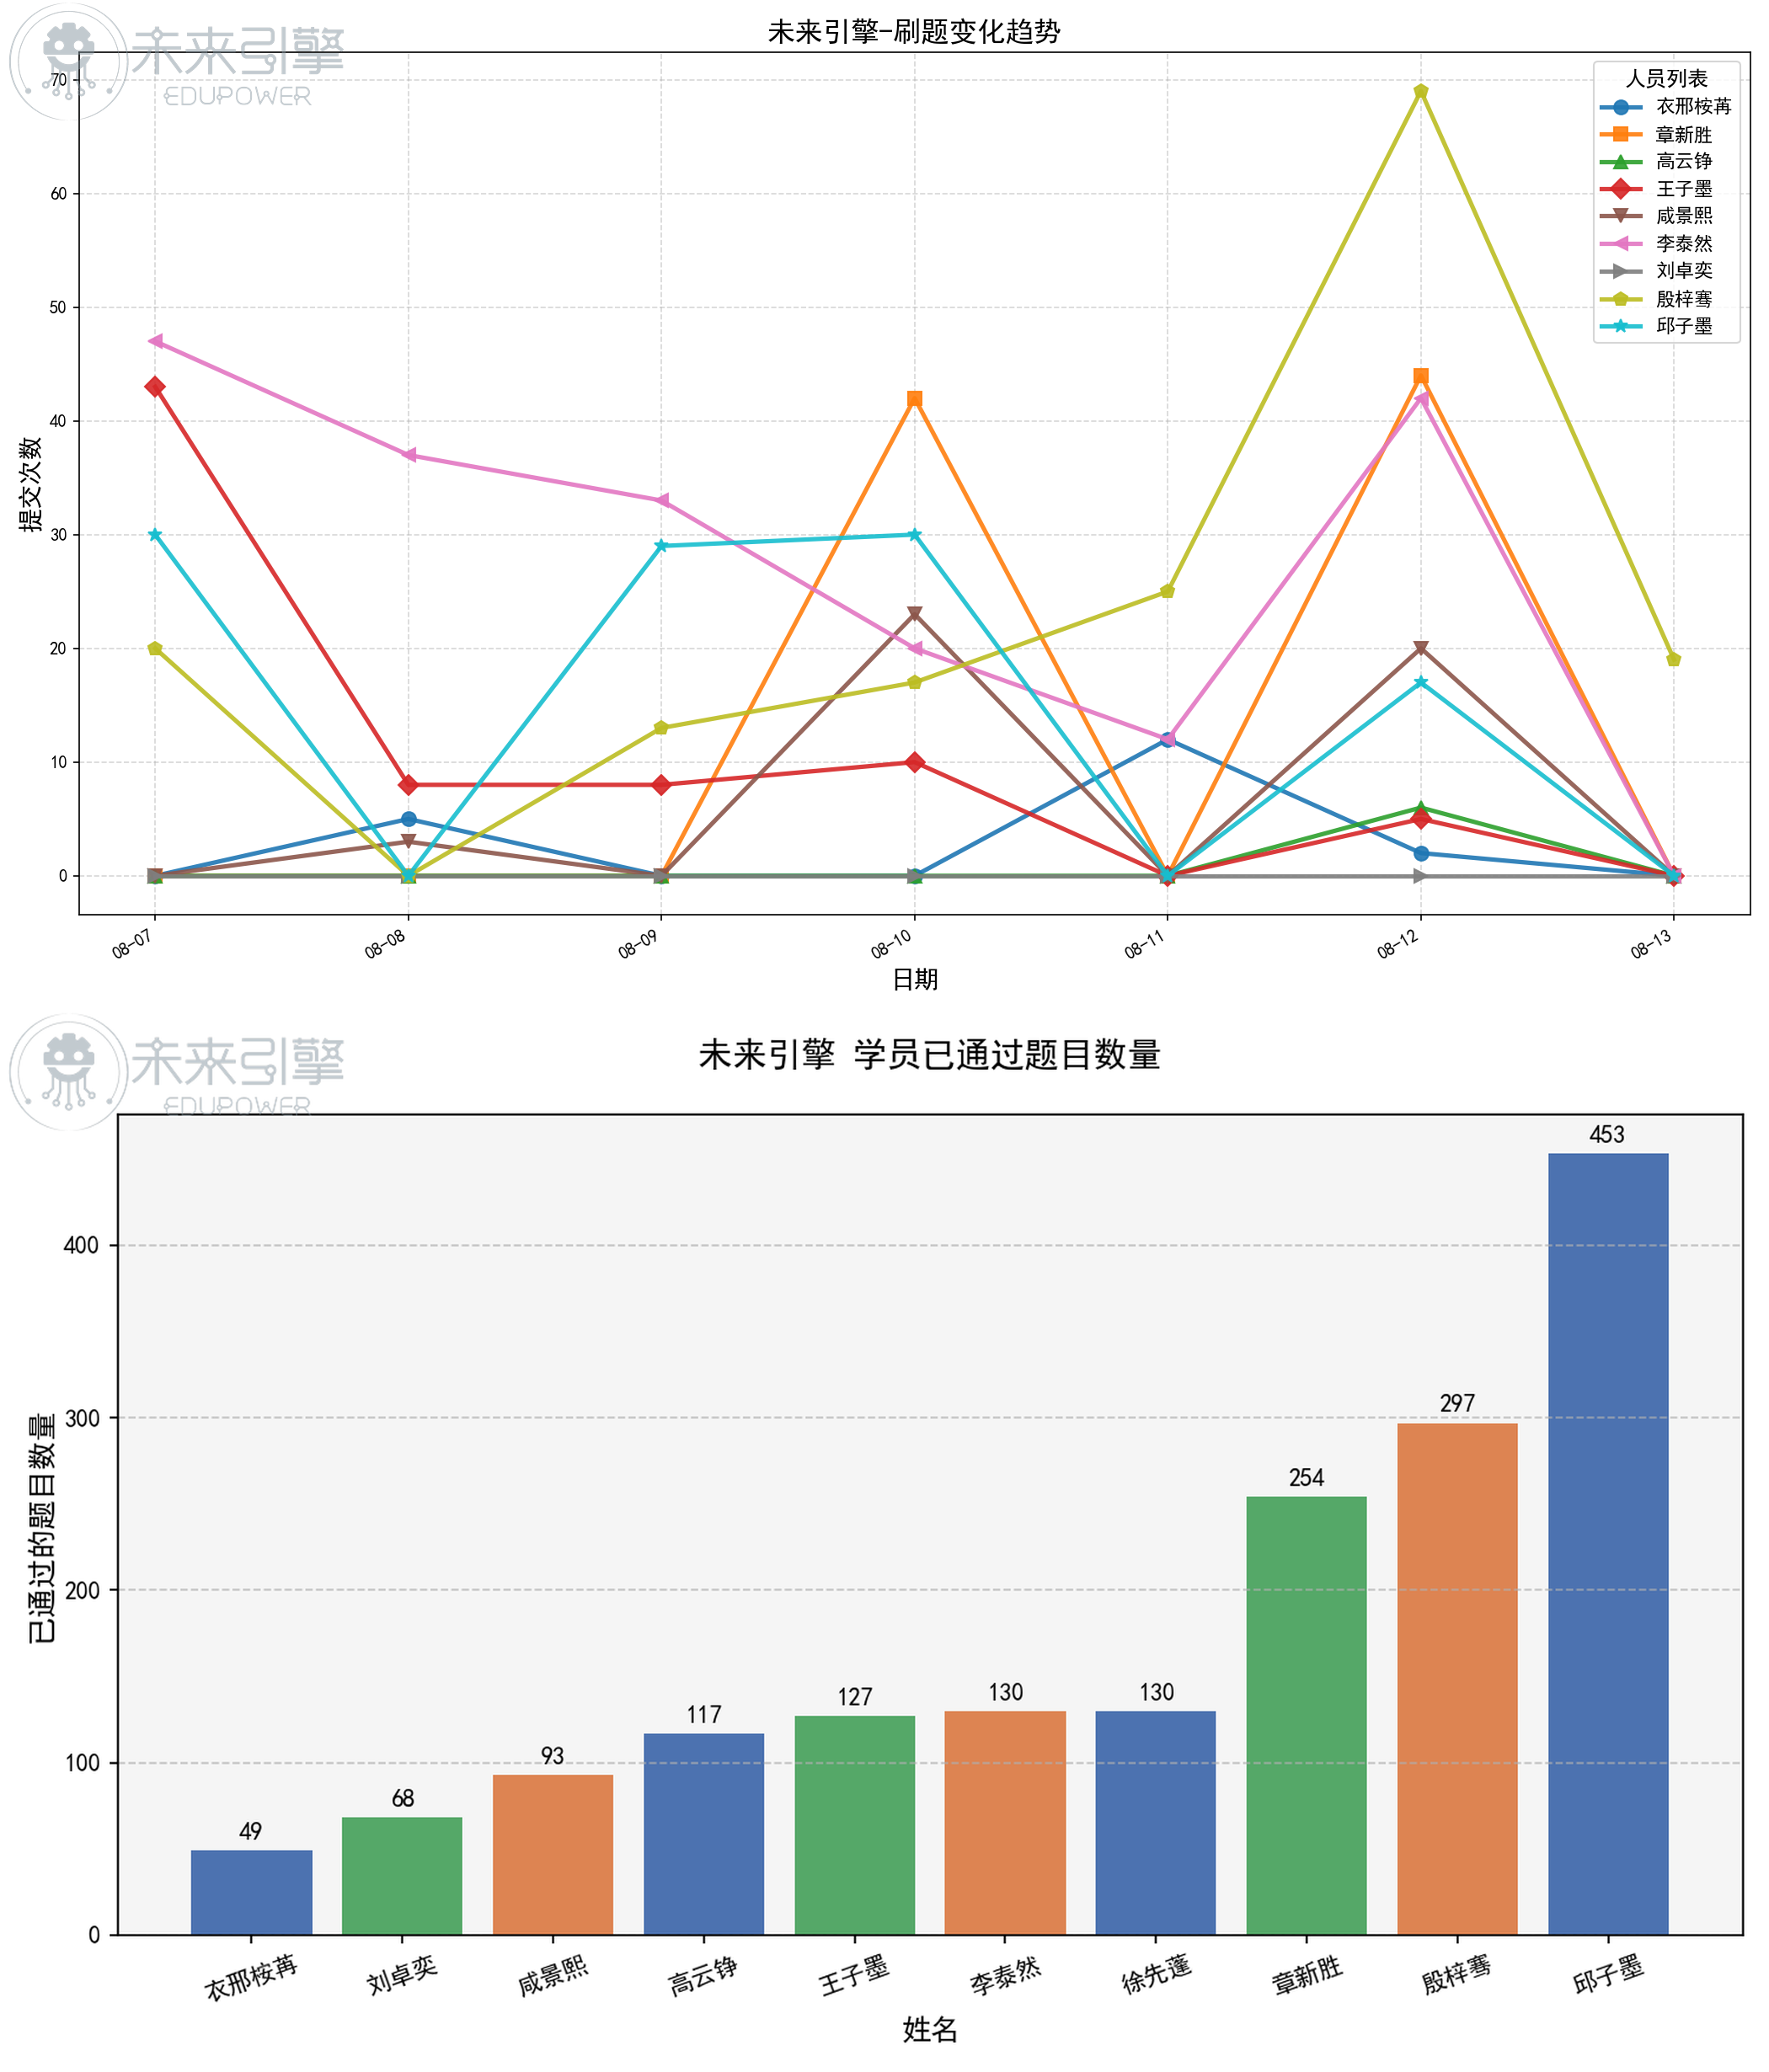 未来引擎
EDUPOWER
未来引擎-刷题变化趋势
人员列表
衣邢桉苒
章新胜
高云铮
王子墨
咸景熙
李泰然
刘卓奕
殷梓骞
邱子墨
提交次数
70
60
50
40
30
20
10
0
08-07
08-08
08-09
08-10
08-11
08-12
08-13
日期
未来引擎
EDUPOWER
未来引擎 学员已通过题目数量
已通过的题目数量
400
300
200
100
0
49
68
93
117
127
130
130
254
297
453
衣邢桉苒
刘卓奕
咸景熙
高云铮
王子墨
李泰然
徐先蓬
章新胜
殷梓骞
邱子墨
姓名